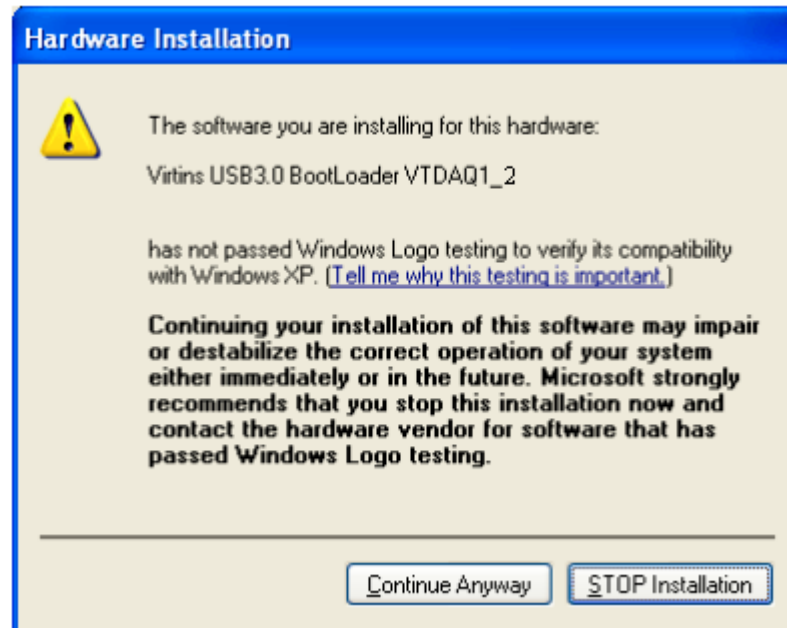 Hardware Installation
The software you are installing for this hardware:
Virtins USB3.0 BootLoader VTDAQ1_2
has not passed Windows Logo testing to verify its compatibility
with Windows XP. (Tell me why this testing is important.)
Continuing your installation of this software may impair
or destabilize the correct operation of your system
either immediately or in the future. Microsoft strongly
recommends that you stop this installation now and
contact the hardware vendor for software that has
passed Windows Logo testing.
Continue Anyway
STOP Installation